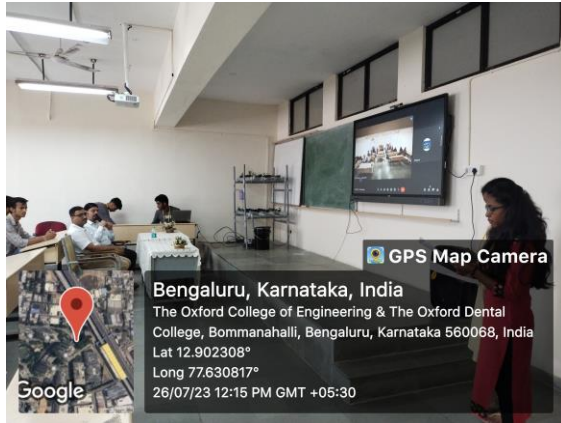 GPS Map Camera
Bengaluru, Karnataka, India
The Oxford College of Engineering & The Oxford Dental
College, Bommanahalli, Bengaluru, Karnataka 560068, India
Lat 12.902308°
Long 77.630817°
26/07/23 12:15 PM GMT +05:30
Google